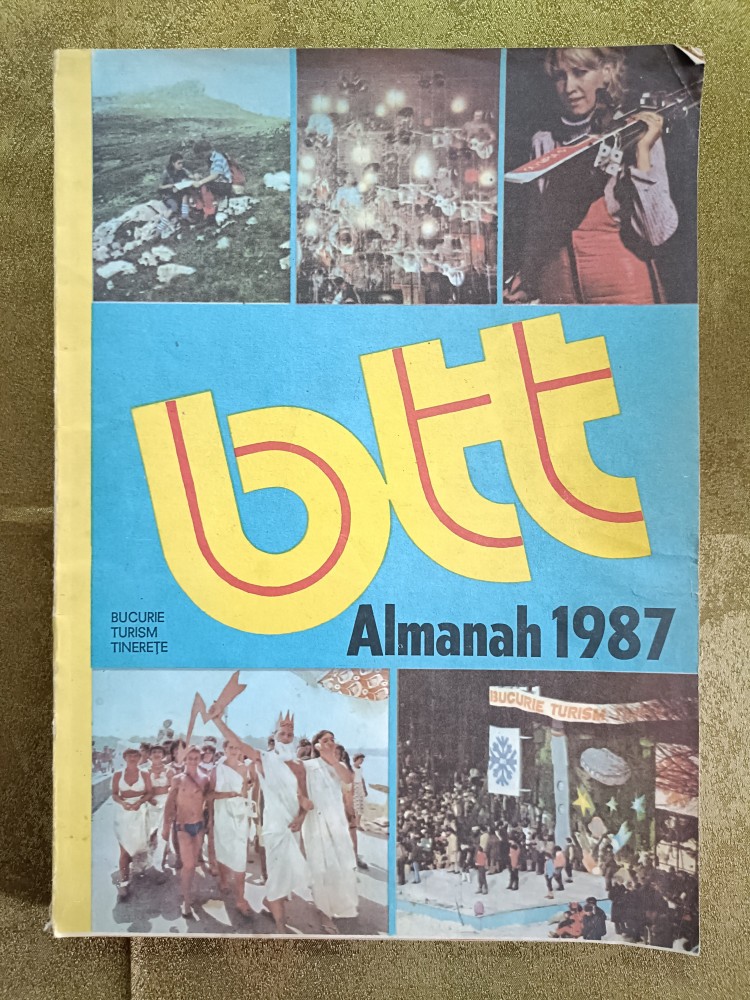 btt
BUCURIE
TURISM
TINEREȚE
Almanah 1987
BUCURIE TURISM